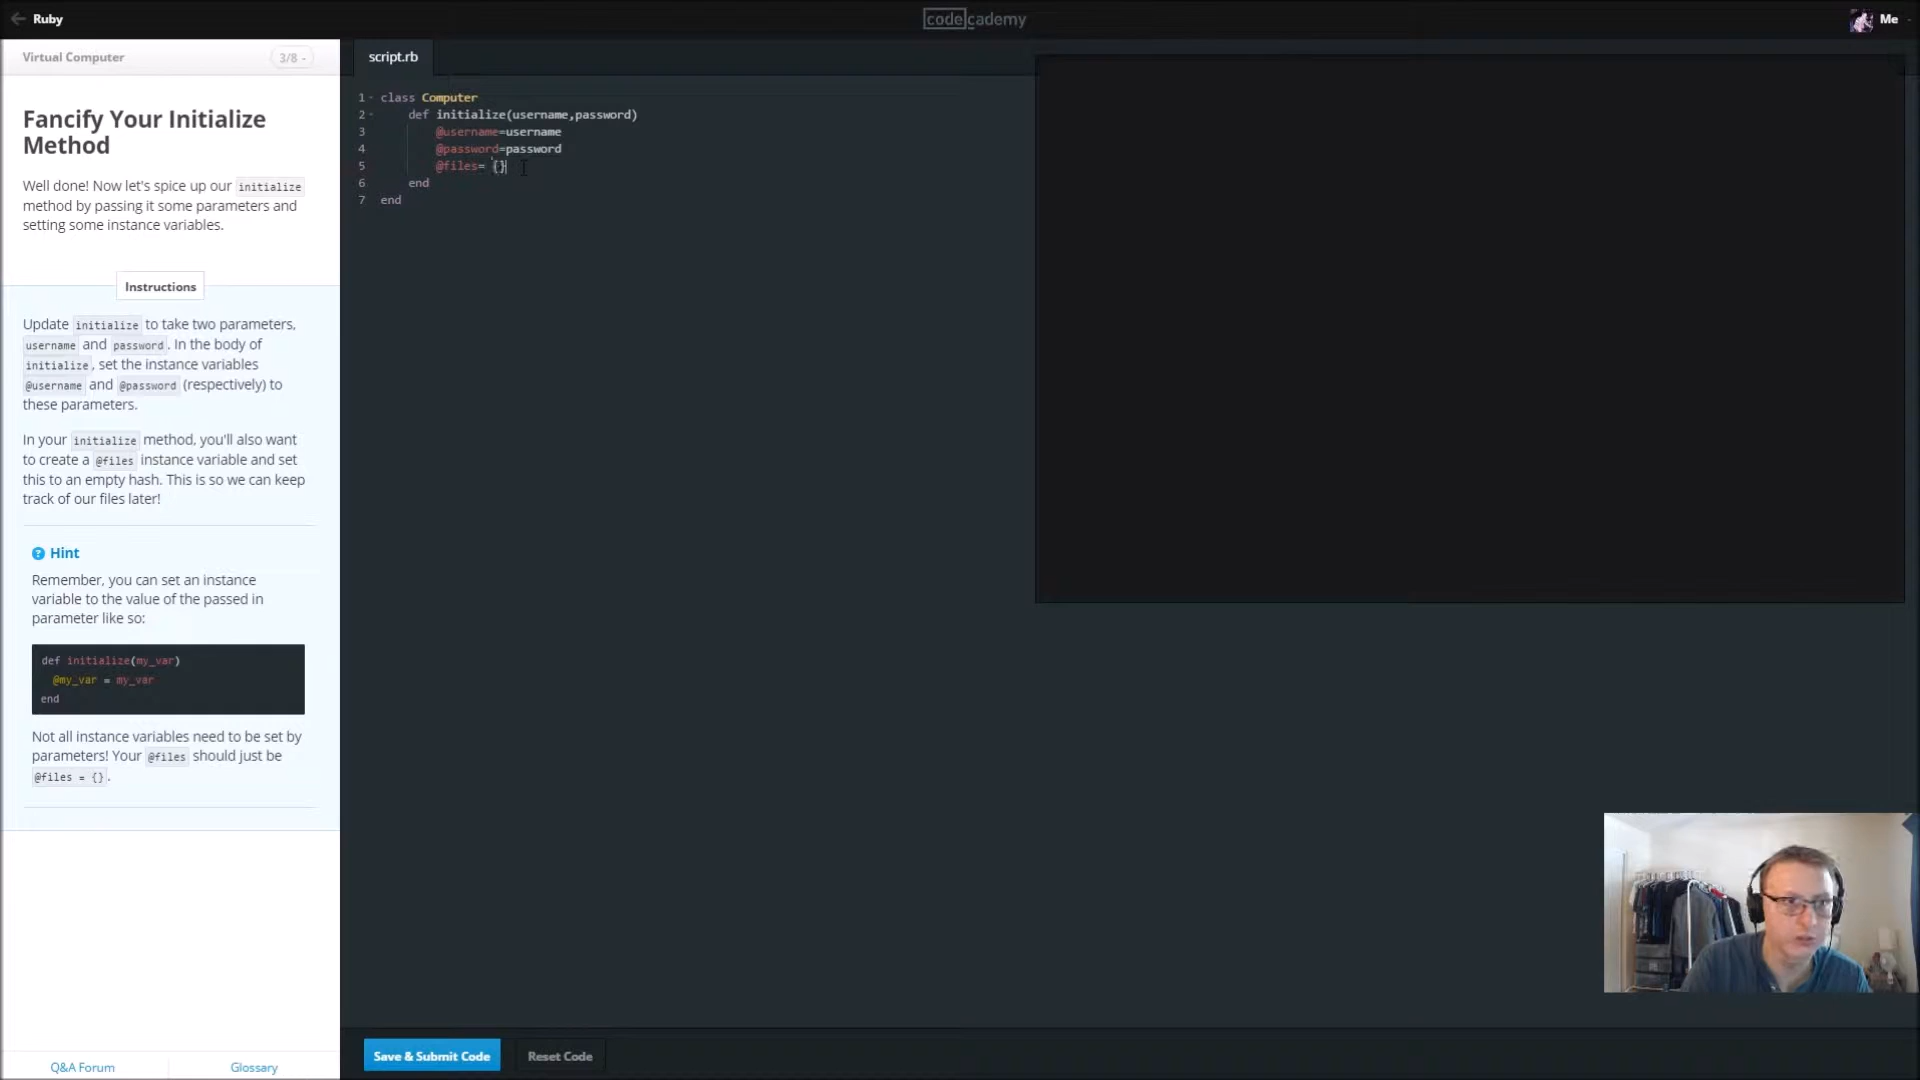 Ruby
codecademy
Me
Virtual Computer
3/8
script.rb
Fancify Your Initialize
Method
Well done! Now let's spice up our initialize
method by passing it some parameters and
setting some instance variables.
Instructions
Update initialize to take two parameters,
username and password. In the body of
initialize, set the instance variables
@username and @password (respectively) to
these parameters.
In your initialize method, you'll also want
to create a @files instance variable and set
this to an empty hash. This is so we can keep
track of our files later!
? Hint
Remember, you can set an instance
variable to the value of the passed in
parameter like so:
def initialize(my_var)
@my_var = my_var
end
Not all instance variables need to be set by
parameters! Your @files should just be
@files = {}.
Q&A Forum
Glossary
1 class Computer
2 def initialize(username,password)
3 @username=username
4 @password=password
5 @files= {}
6 end
7 end
Save & Submit Code
Reset Code